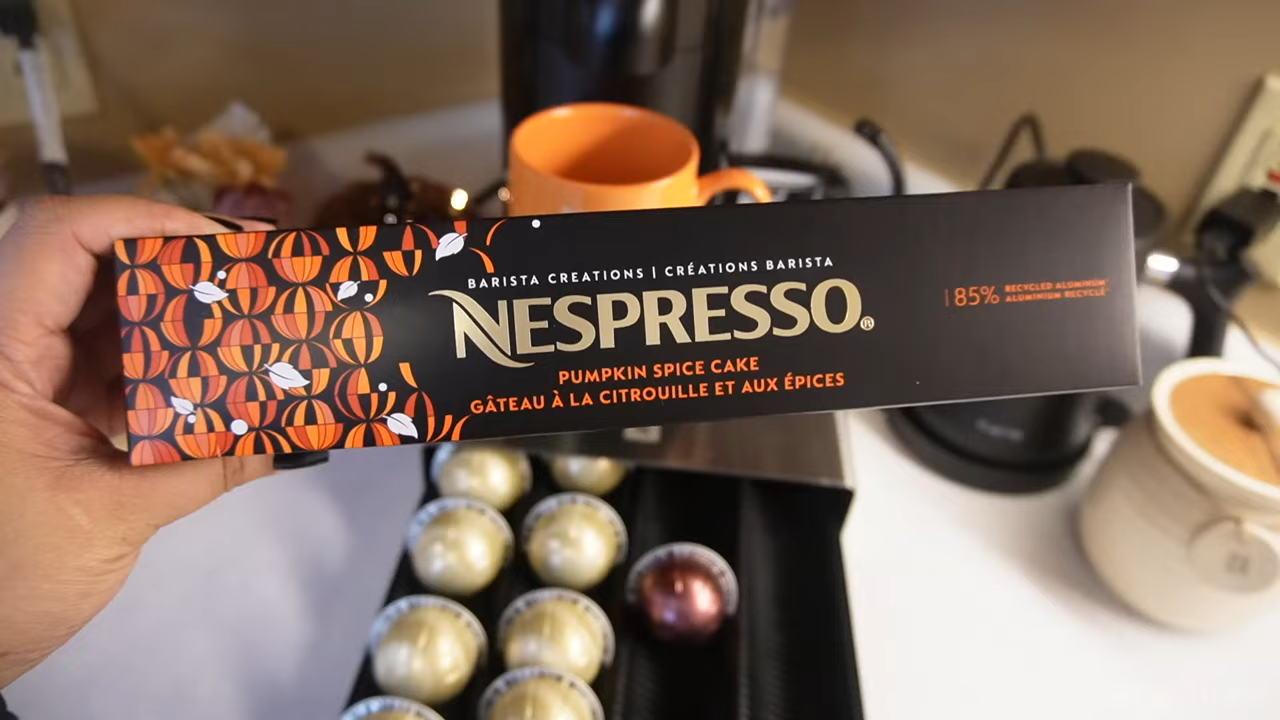 BARISTA CREATIONS | CRÉATIONS BARISTA
NESPRESSO®
PUMPKIN SPICE CAKE
GÂTEAU À LA CITROUILLE ET AUX ÉPICES
85% RECYCLED ALUMINIUM*
ALUMINIUM RECYCLÉ*